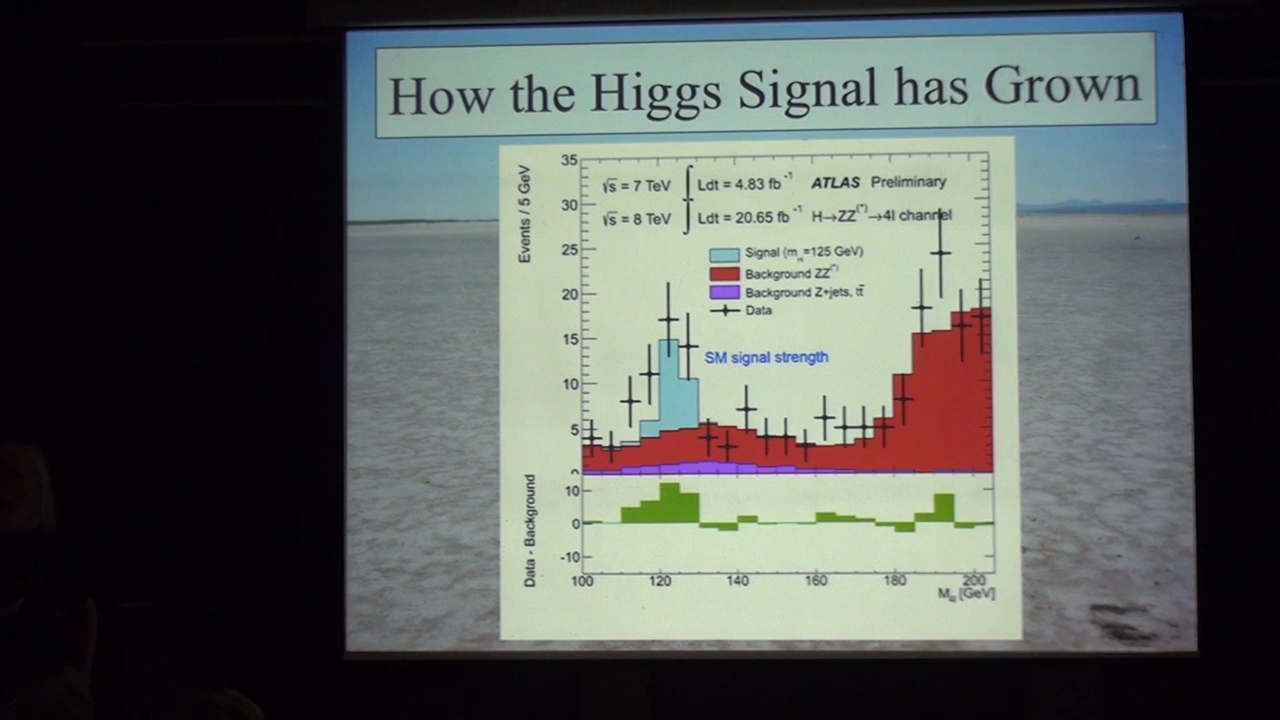 How the Higgs Signal has Grown
Events / 5 GeV
35
30
25
20
15
10
5
0
√s = 7 TeV ∫Ldt = 4.83 fb⁻¹ ATLAS Preliminary
√s = 8 TeV ∫Ldt = 20.65 fb⁻¹ H→ZZ⁽*⁾→4l channel
Signal (m_H=125 GeV)
Background ZZ⁽*⁾
Background Z+jets, tt̄
Data
SM signal strength
Data - Background
10
0
-10
100 120 140 160 180 200
M₄ₗ [GeV]